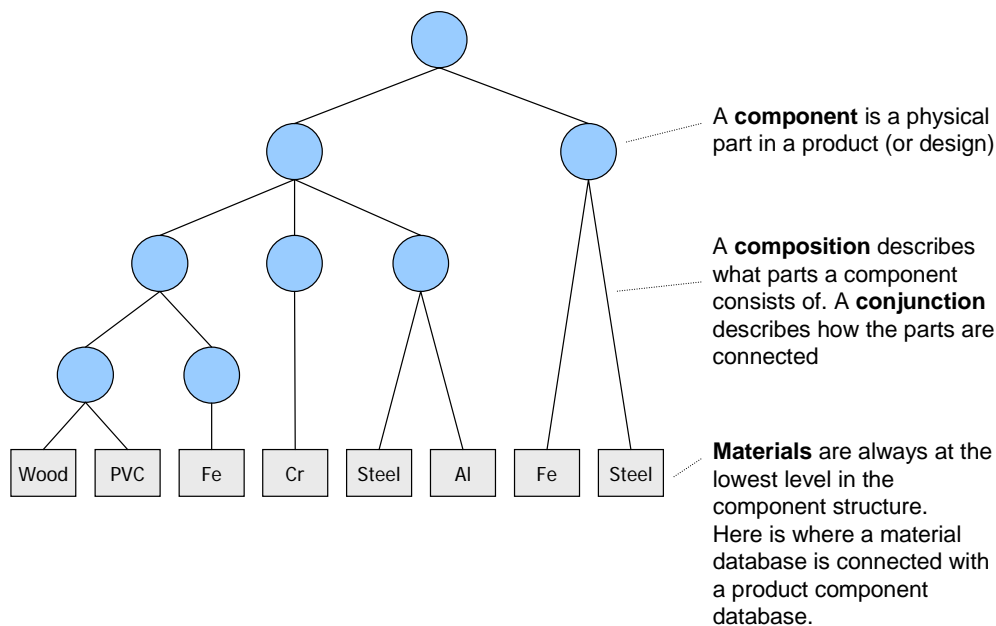 A component is a physical
part in a product (or design)
A composition describes
what parts a component
consists of. A conjunction
describes how the parts are
connected
Wood PVC Fe Cr Steel Al Fe Steel
Materials are always at the
lowest level in the
component structure.
Here is where a material
database is connected with
a product component
database.